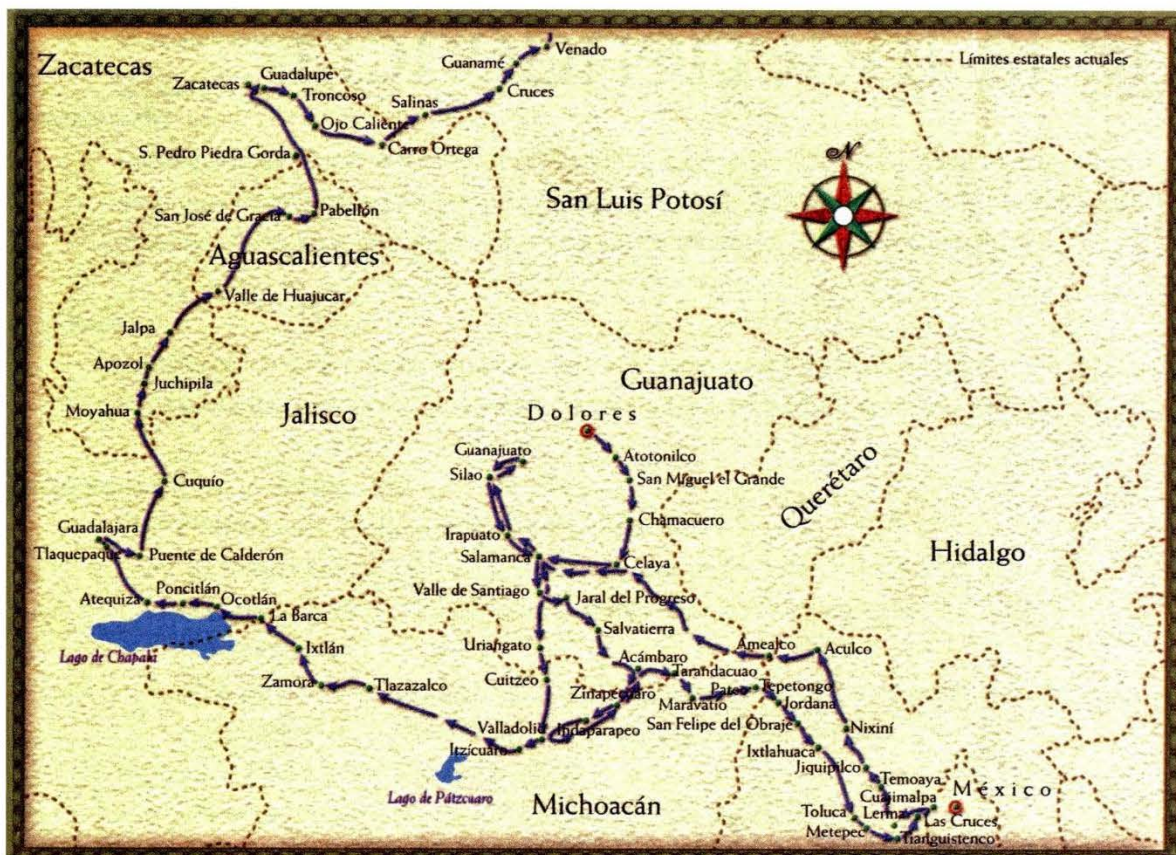 Venado
Límites estatales actuales
Guanamé
Zacatecas
Guadalupe
Zacatecas
Troncoso
Cruces
Salinas
Ojo Caliente
Carro Ortega
S. Pedro Piedra Gorda
N
San Luis Potosí
San José de Gracia
Pabellón
Aguascalientes
Valle de Huajucar
Jalpa
Apozol
Juchipila
Guanajuato
Moyahua
Jalisco
Dolores
Guanajuato
Atotonilco
Silao
San Miguel el Grande
Cuquío
Querétaro
Chamacuero
Guadalajara
Irapuato
Tlaquepaque
Puente de Calderón
Salamanca
Celaya
Hidalgo
Valle de Santiago
Jaral del Progreso
Poncitlán
Atequiza
Ocotlán
La Barca
Salvatierra
Lago de Chapala
Ixtlán
Uriangato
Amealco
Aculco
Acámbaro
Tarandacuao
Zamora
Tlazazalco
Cuitzeo
Zinapécuaro
Pateo
Tepetongo
Maravatío
Jordana
Valladolid
Indaparapeo
San Felipe del Obraje
Nixiní
Itzícuaro
Ixtlahuaca
Jiquipilco
Temoaya
Lago de Pátzcuaro
Michoacán
Cuajimalpa
México
Toluca
Lerma
Las Cruces
Metepec
Tianguistenco